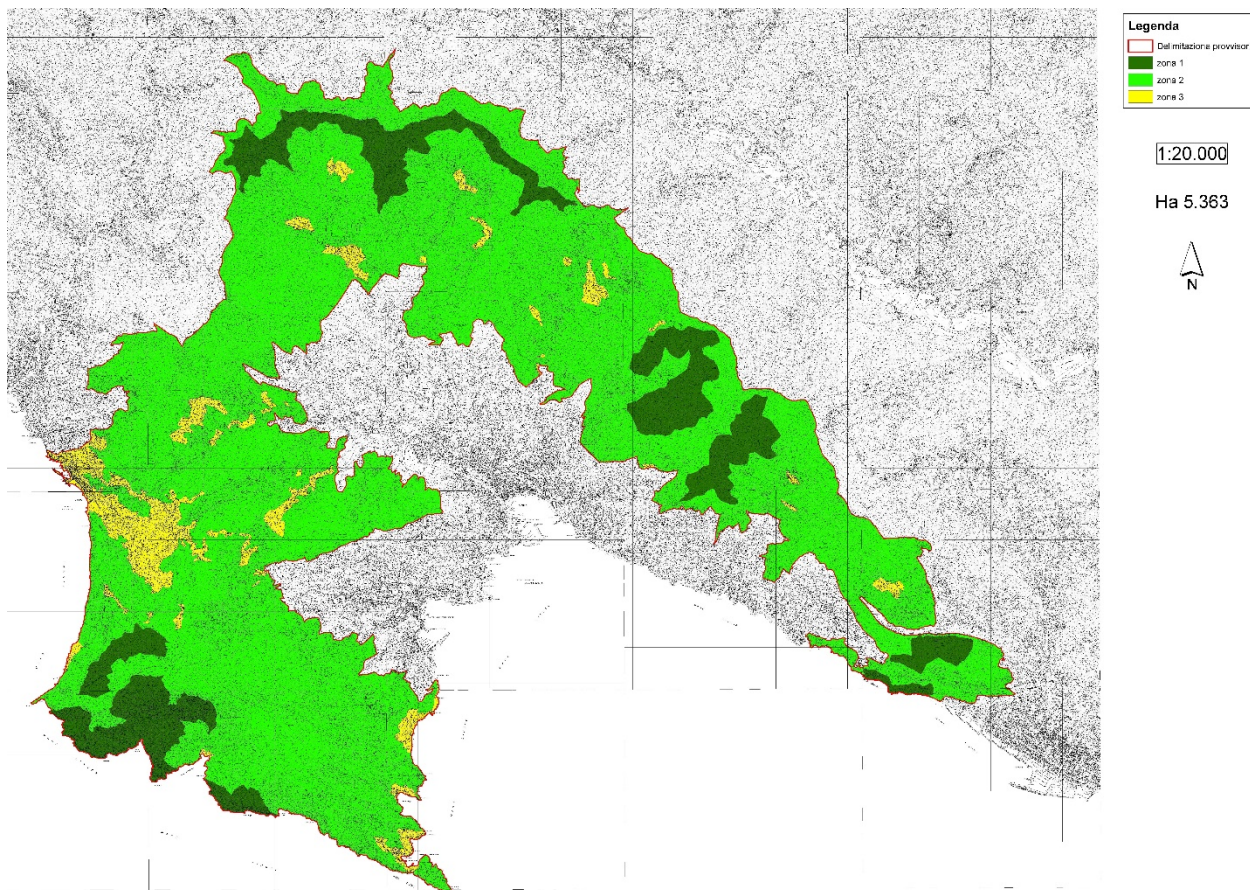 Legenda
Delimitazione provvisor
zona 1
zona 2
zona 3
1:20.000
Ha 5.363
N